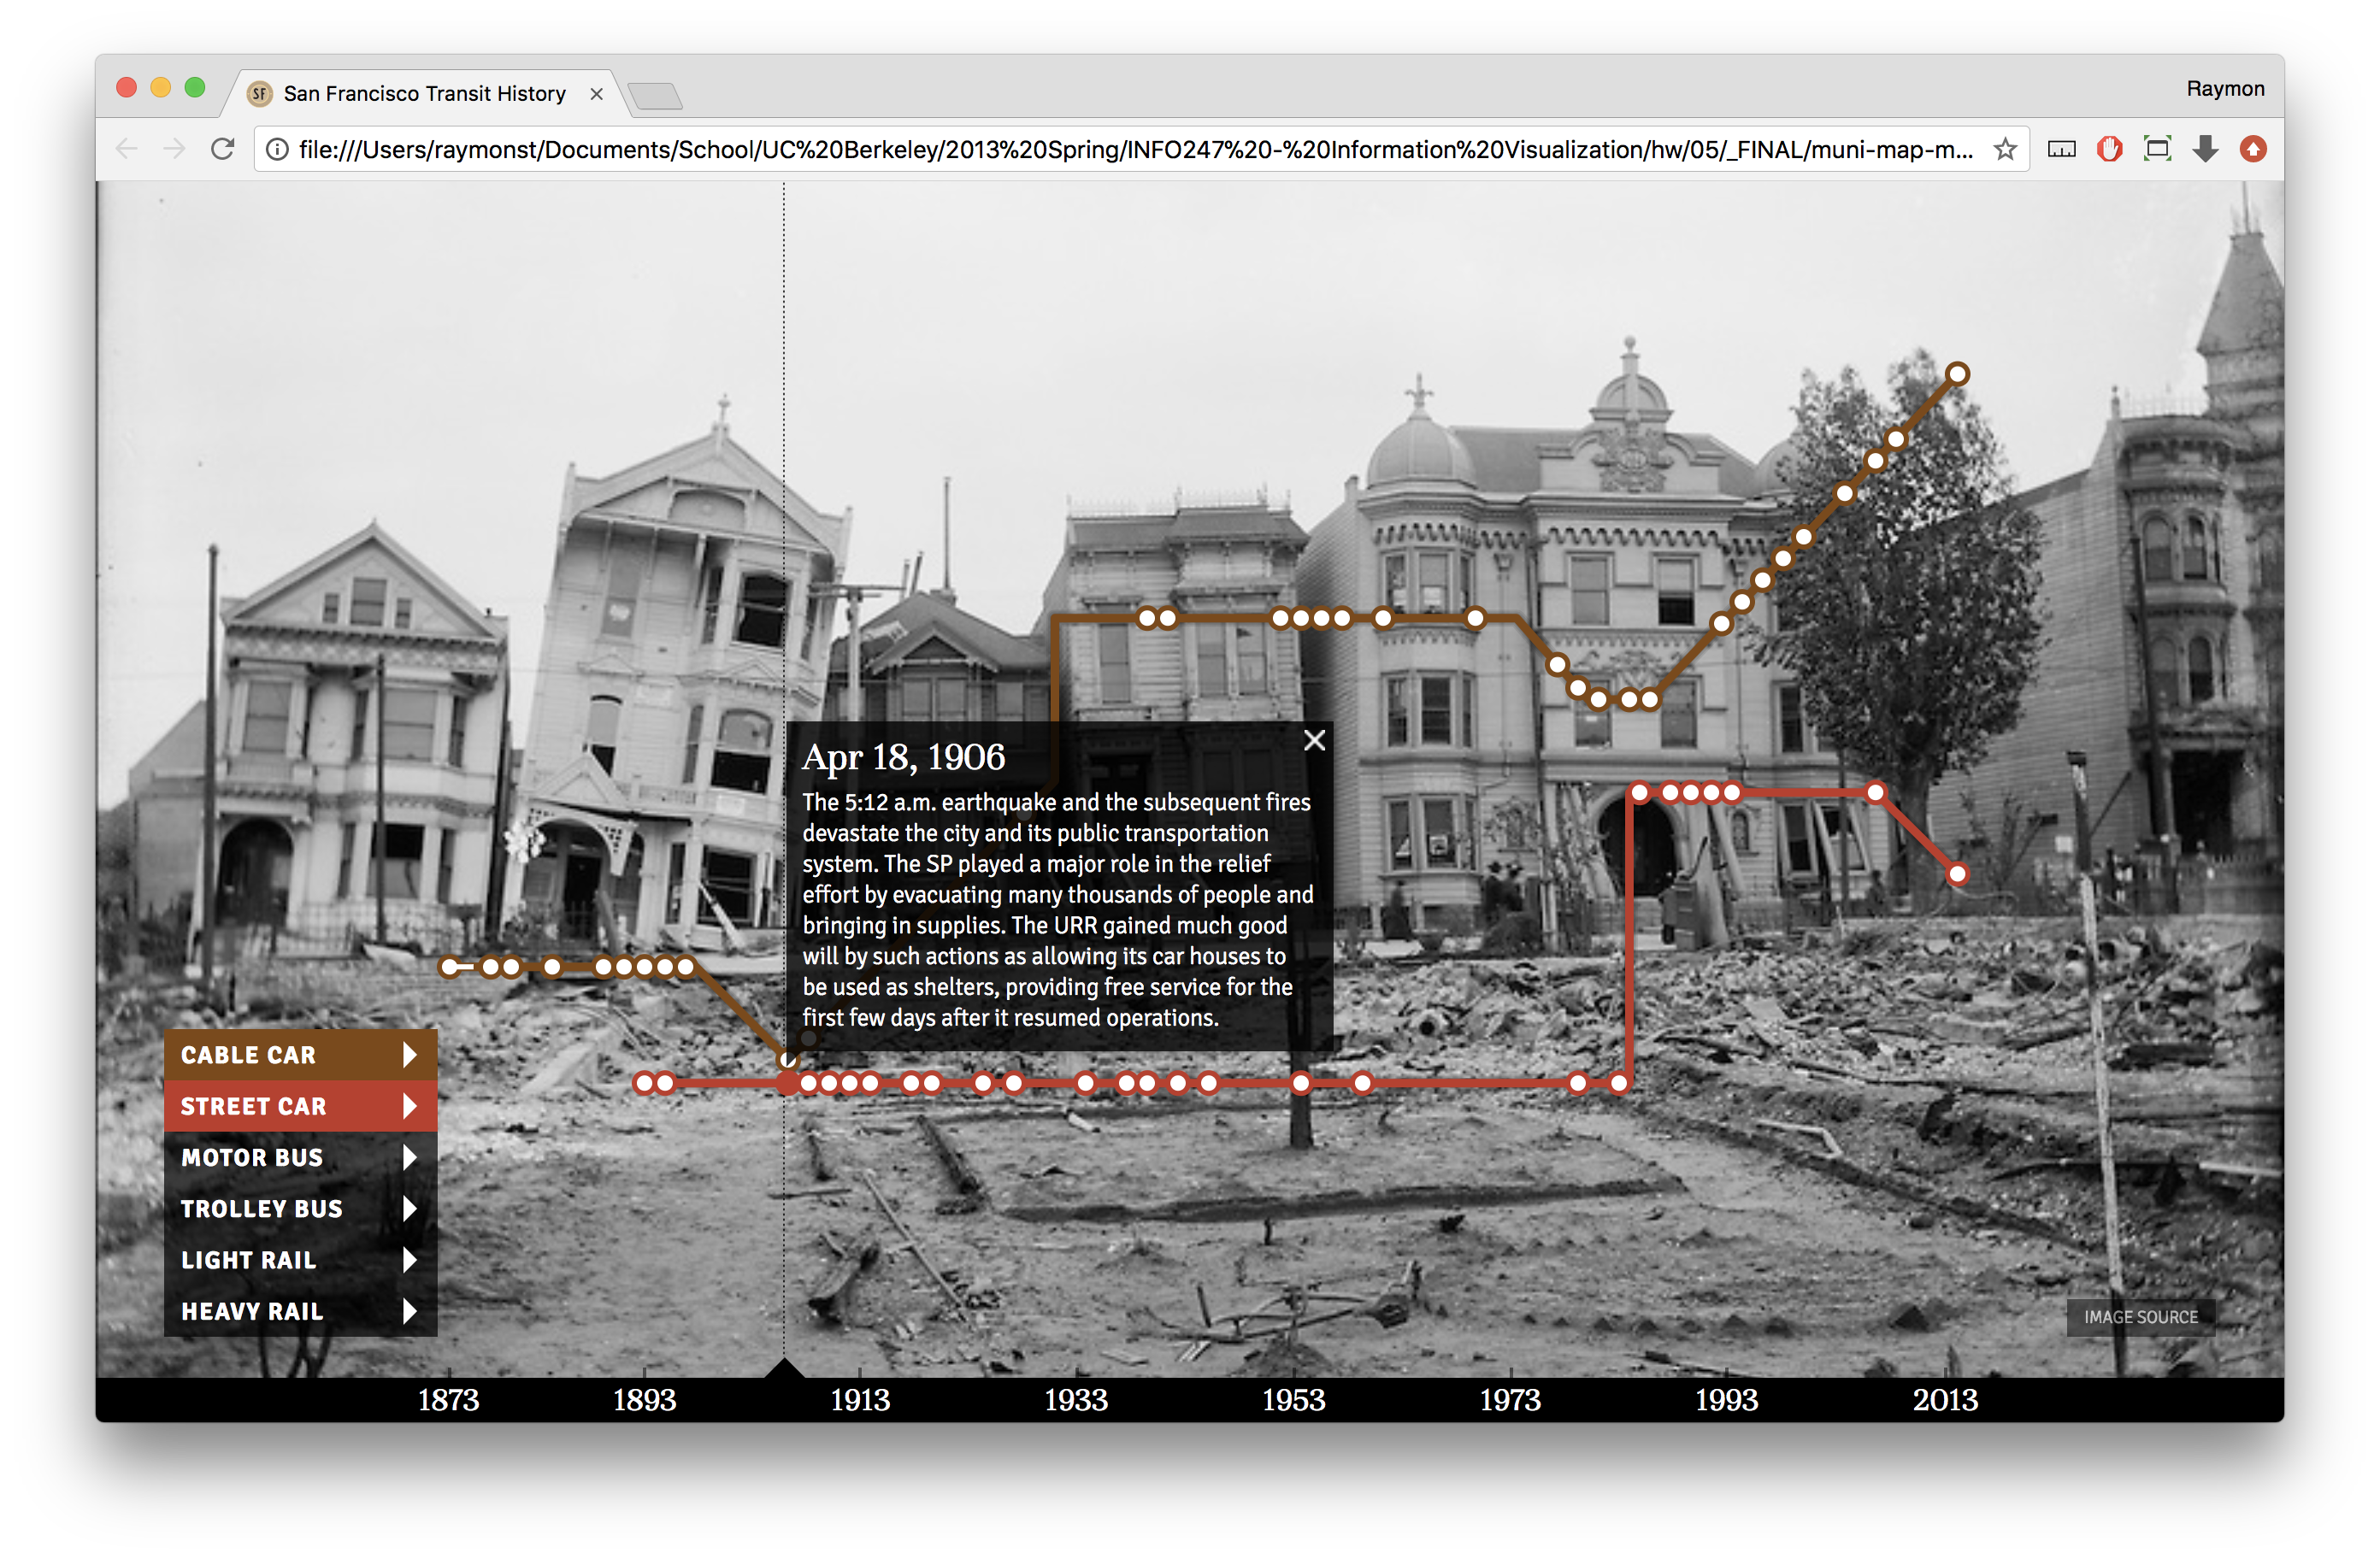 San Francisco Transit History
Raymon
file:///Users/raymonst/Documents/School/UC%20Berkeley/2013%20Spring/INFO247%20-%20Information%20Visualization/hw/05/_FINAL/muni-map-m...
Apr 18, 1906
The 5:12 a.m. earthquake and the subsequent fires
devastate the city and its public transportation
system. The SP played a major role in the relief
effort by evacuating many thousands of people and
bringing in supplies. The URR gained much good
will by such actions as allowing its car houses to
be used as shelters, providing free service for the
first few days after it resumed operations.
CABLE CAR
STREET CAR
MOTOR BUS
TROLLEY BUS
LIGHT RAIL
HEAVY RAIL
IMAGE SOURCE
1873 1893 1913 1933 1953 1973 1993 2013